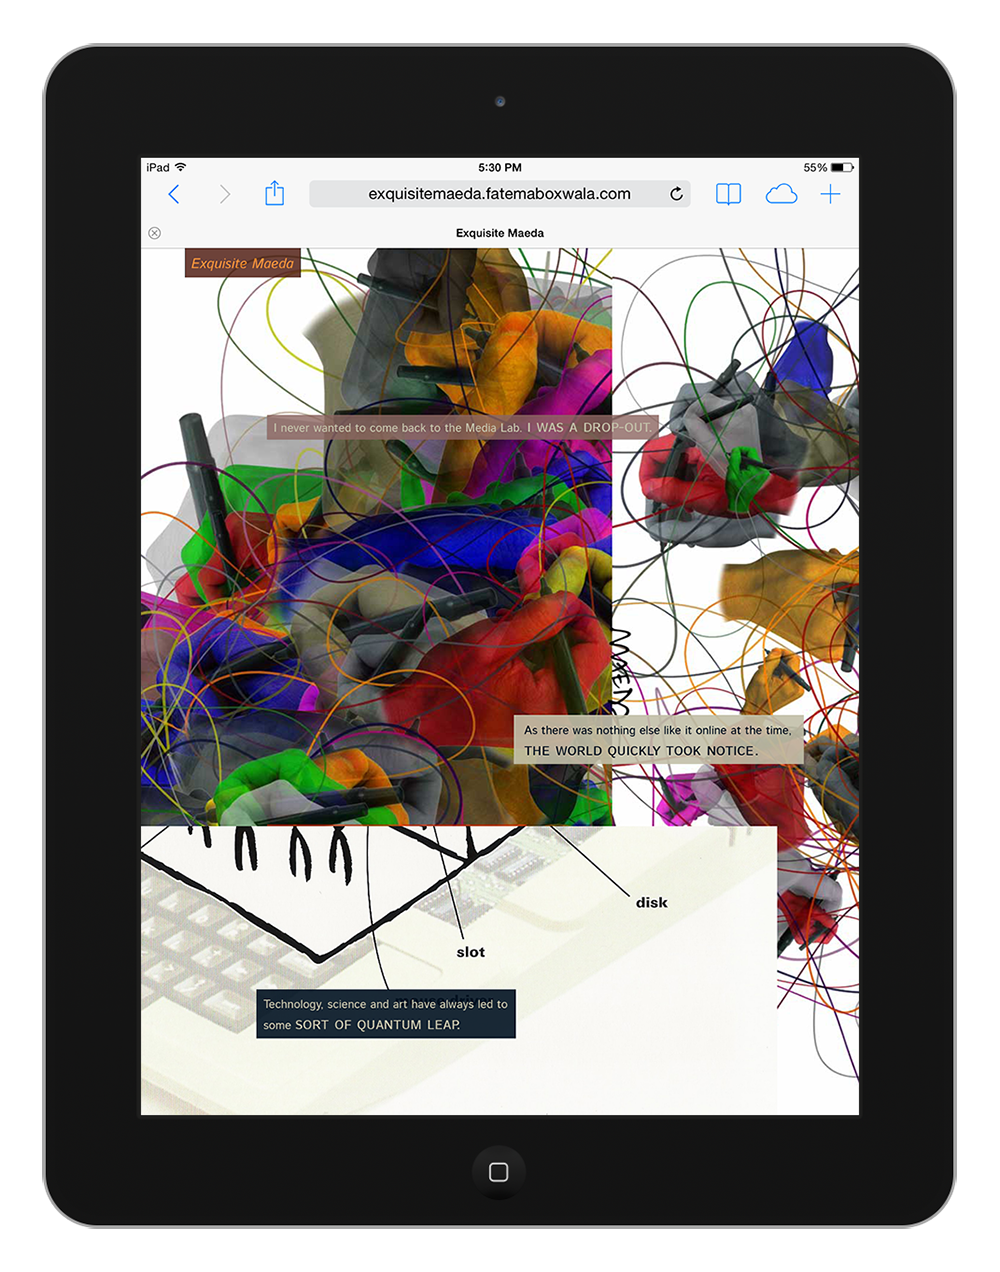 iPad
5:30 PM
55%
exquisitemaeda.fatemaboxwala.com
Exquisite Maeda
Exquisite Maeda
I never wanted to come back to the Media Lab. I WAS A DROP-OUT.
As there was nothing else like it online at the time,
THE WORLD QUICKLY TOOK NOTICE.
disk
slot
Technology, science and art have always led to
some SORT OF QUANTUM LEAP.